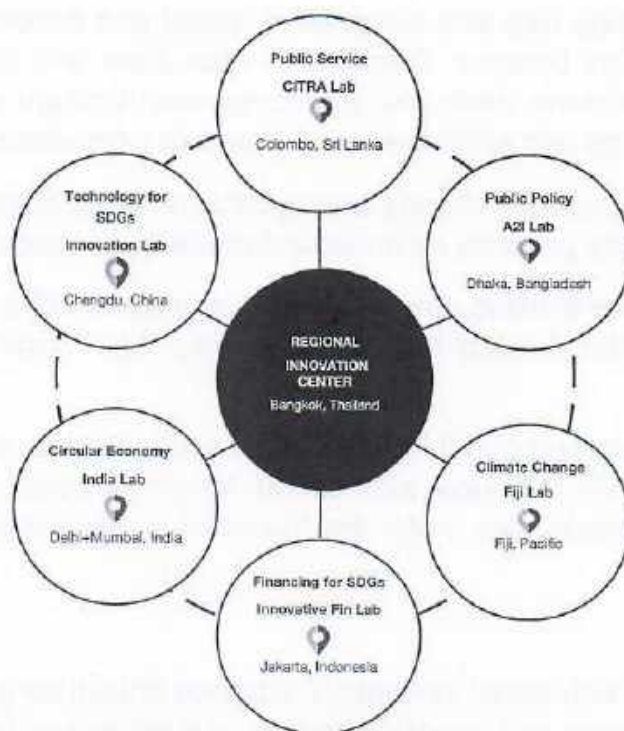 Public Service
CiTRA Lab
Colombo, Sri Lanka
Technology for
SDGs
Innovation Lab
Chengdu, China
Public Policy
A2I Lab
Dhaka, Bangladash
REGIONAL
INNOVATION
CENTER
Bangkok, Thailand
Circular Economy
India Lab
Delhi+Mumbai, India
Climate Change
Fiji Lab
Fiji, Pacific
Financing for SDGs
Innovative Fin Lab
Jakarta, Indonesia